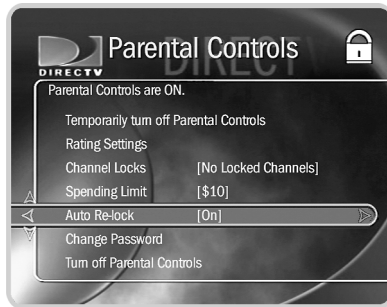 Parental Controls
DIRECTV
Parental Controls are ON.
Temporarily turn off Parental Controls
Rating Settings
Channel Locks [No Locked Channels]
Spending Limit [$10]
Auto Re-lock [On]
Change Password
Turn off Parental Controls